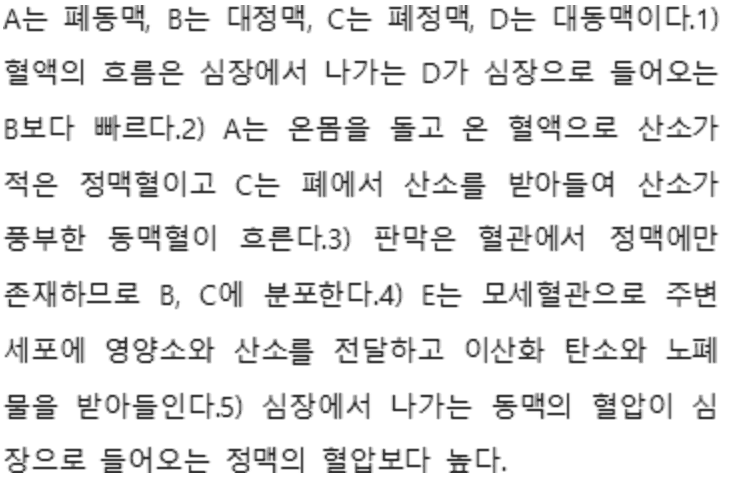 A는 폐동맥, B는 대정맥, C는 폐정맥, D는 대동맥이다.1)
혈액의 흐름은 심장에서 나가는 D가 심장으로 들어오는
B보다 빠르다.2) A는 온몸을 돌고 온 혈액으로 산소가
적은 정맥혈이고 C는 폐에서 산소를 받아들여 산소가
풍부한 동맥혈이 흐른다.3) 판막은 혈관에서 정맥에만
존재하므로 B, C에 분포한다.4) E는 모세혈관으로 주변
세포에 영양소와 산소를 전달하고 이산화 탄소와 노폐
물을 받아들인다.5) 심장에서 나가는 동맥의 혈압이 심
장으로 들어오는 정맥의 혈압보다 높다.